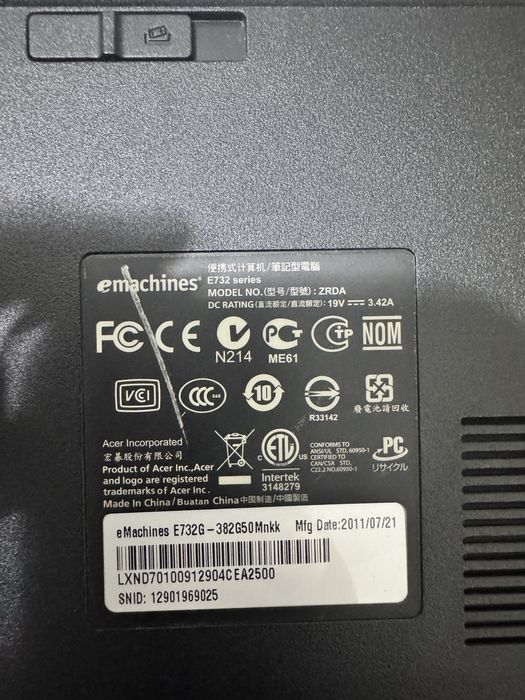 便携式计算机/筆記型電腦
emachines®
E732 series
MODEL NO.(型号/型號) : ZRDA
DC RATING(直流額定/直流额定): 19V ⎓ 3.42A
FC CE N214 PCT ME61 CTP NOM
VCI CCC S&E 10 R33142 廢電池請回收
Acer Incorporated
宏碁股份有限公司
Product of Acer Inc.,Acer
and logo are registered
trademarks of Acer Inc.
Made In China / Buatan China 中国制造/中國製造
C ETL US
Intertek
3148279
CONFORMS TO
ANSI/UL STD. 60950-1
CERTIFIED TO
CAN/CSA STD.
C22.2 NO.60950-1
PC
リサイクル
eMachines E732G-382G50Mnkk Mfg Date:2011/07/21
LXND70100912904CEA2500
SNID: 12901969025